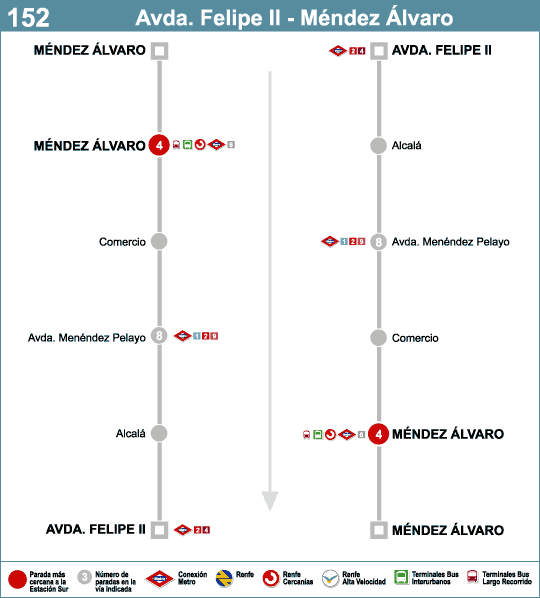 152 Avda. Felipe II - Méndez Álvaro
MÉNDEZ ÁLVARO
MÉNDEZ ÁLVARO 4 6
Comercio
Avda. Menéndez Pelayo 8 1 2 9
Alcalá
AVDA. FELIPE II 2 4
2 4 AVDA. FELIPE II
Alcalá
1 2 9 8 Avda. Menéndez Pelayo
Comercio
6 4 MÉNDEZ ÁLVARO
MÉNDEZ ÁLVARO
Parada más
cercana a la
Estación Sur
3
Número de
paradas en la
vía indicada
Metro
Conexión
Metro
Renfe
Renfe
Cercanías
Renfe
Alta Velocidad
Terminales Bus
Interurbanos
Terminales Bus
Largo Recorrido